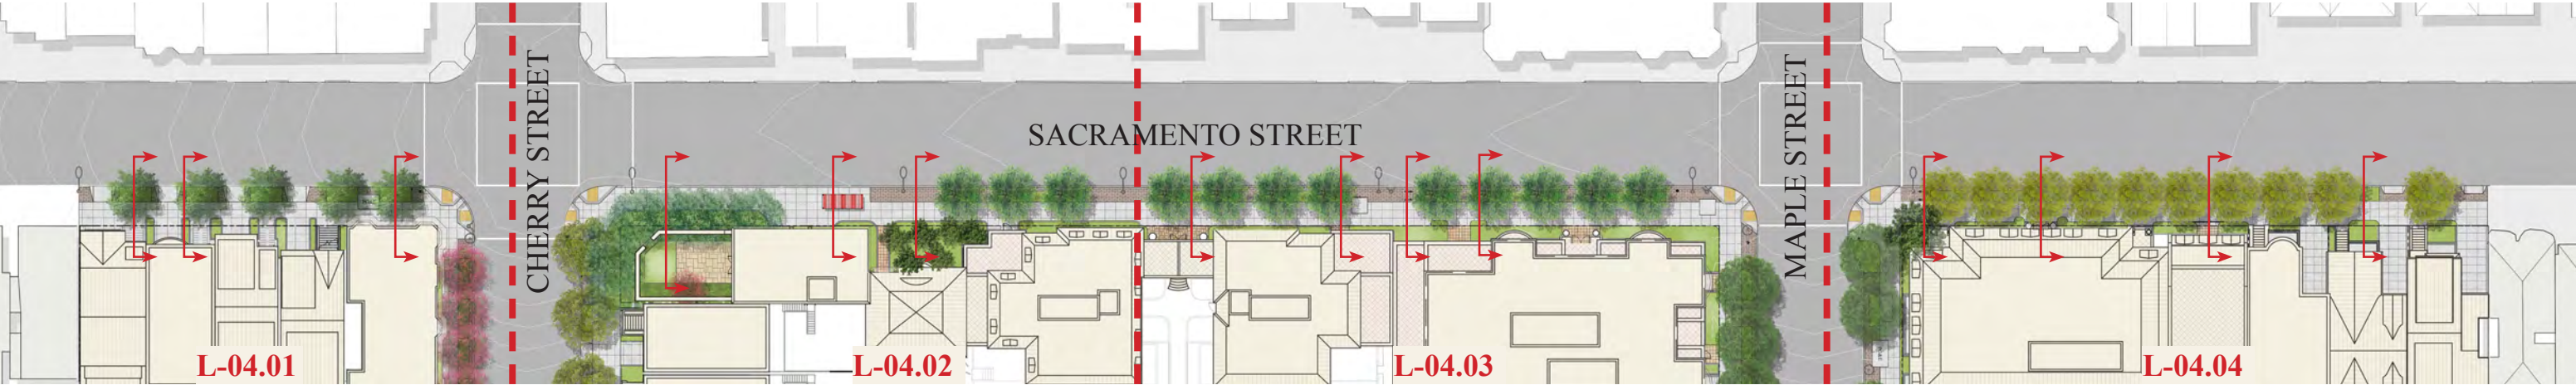 CHERRY STREET
SACRAMENTO STREET
MAPLE STREET
L-04.01
L-04.02
L-04.03
L-04.04